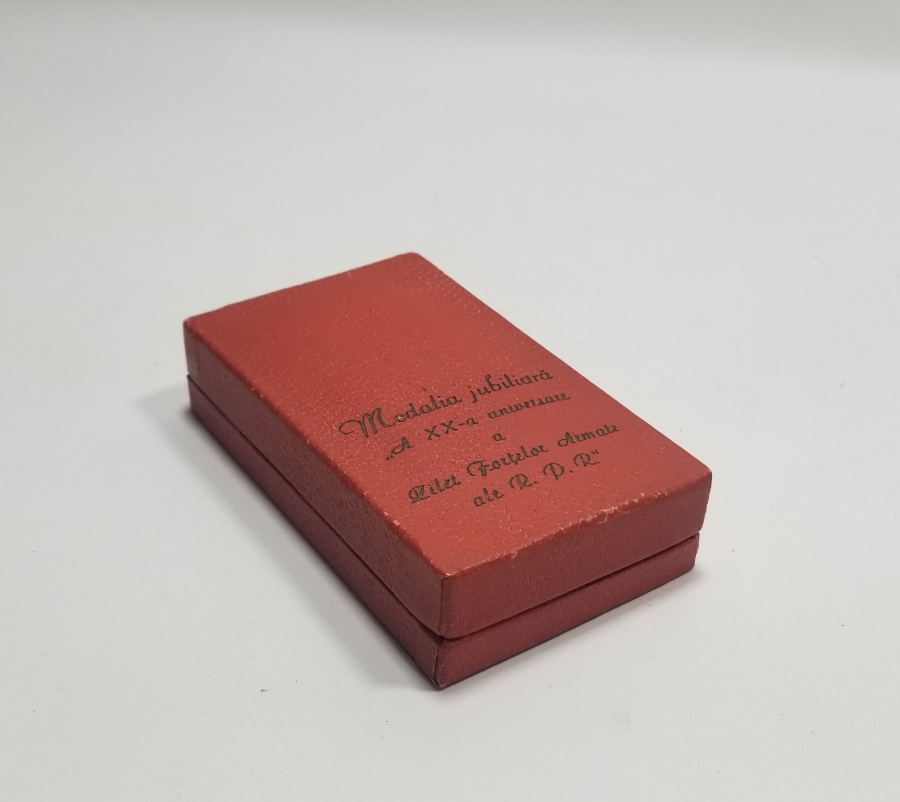 Medalia jubiliară
„A XX-a aniversare
a
Zilei Forțelor Armate
ale R. P. R."